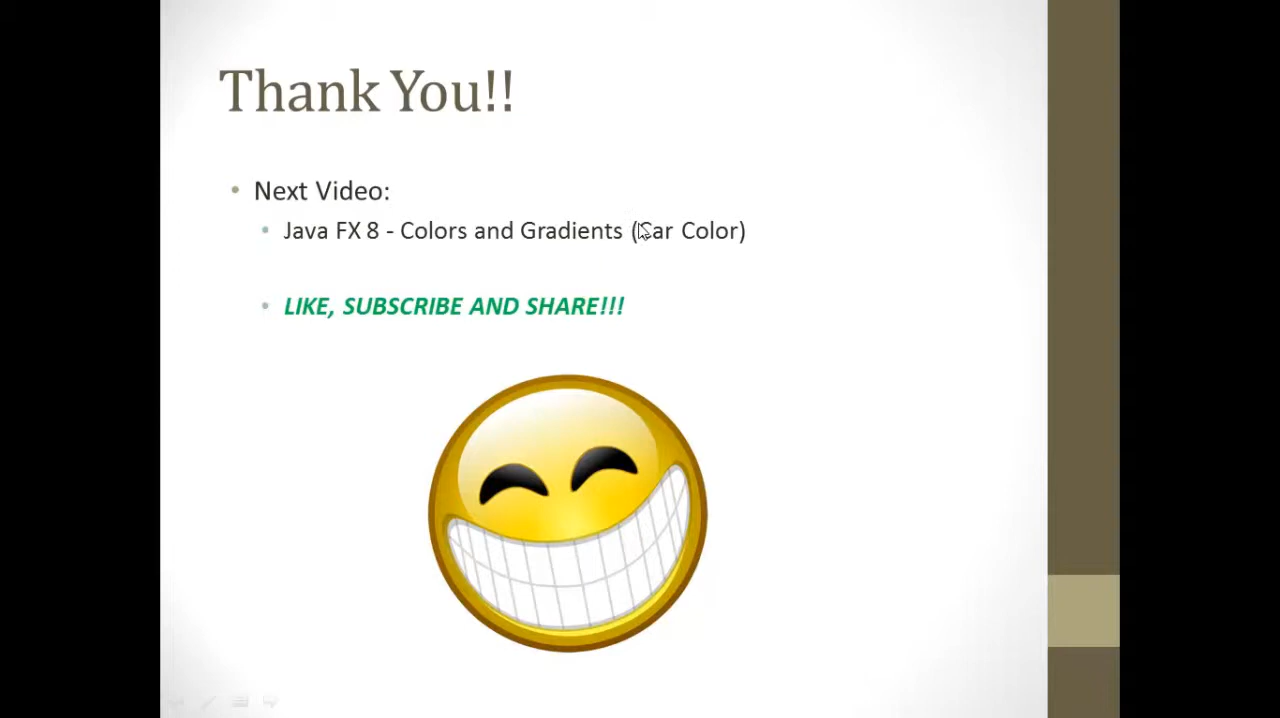 Thank You!!
• Next Video:
• Java FX 8 - Colors and Gradients (Car Color)
• LIKE, SUBSCRIBE AND SHARE!!!